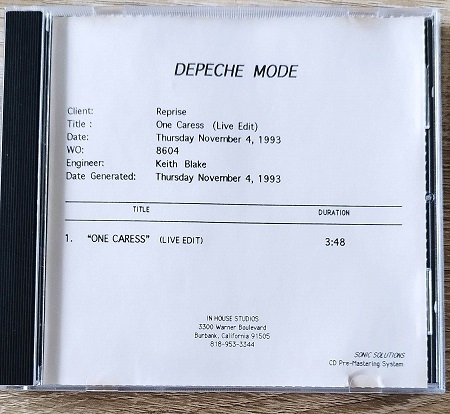 DEPECHE MODE
Client: Reprise
Title : One Caress (Live Edit)
Date: Thursday November 4, 1993
WO: 8604
Engineer: Keith Blake
Date Generated: Thursday November 4, 1993
TITLE DURATION
1. "ONE CARESS" (LIVE EDIT) 3:48
IN HOUSE STUDIOS
3300 Warner Boulevard
Burbank, California 91505
818-953-3344
SONIC SOLUTIONS
CD Pre-Mastering System